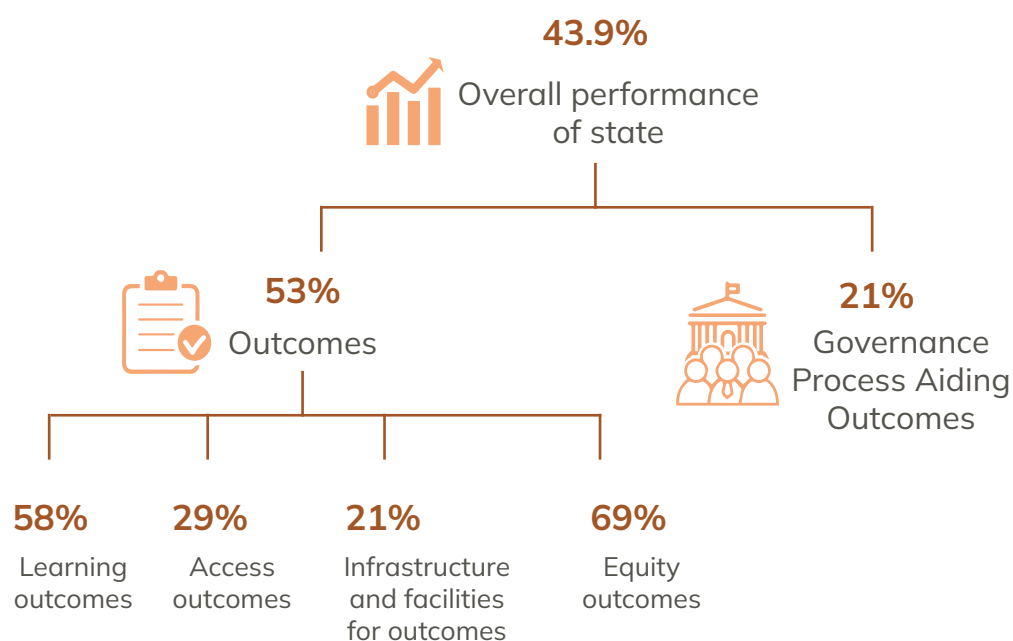 43.9%
Overall performance
of state
53%
Outcomes
21%
Governance
Process Aiding
Outcomes
58%
Learning
outcomes
29%
Access
outcomes
21%
Infrastructure
and facilities
for outcomes
69%
Equity
outcomes